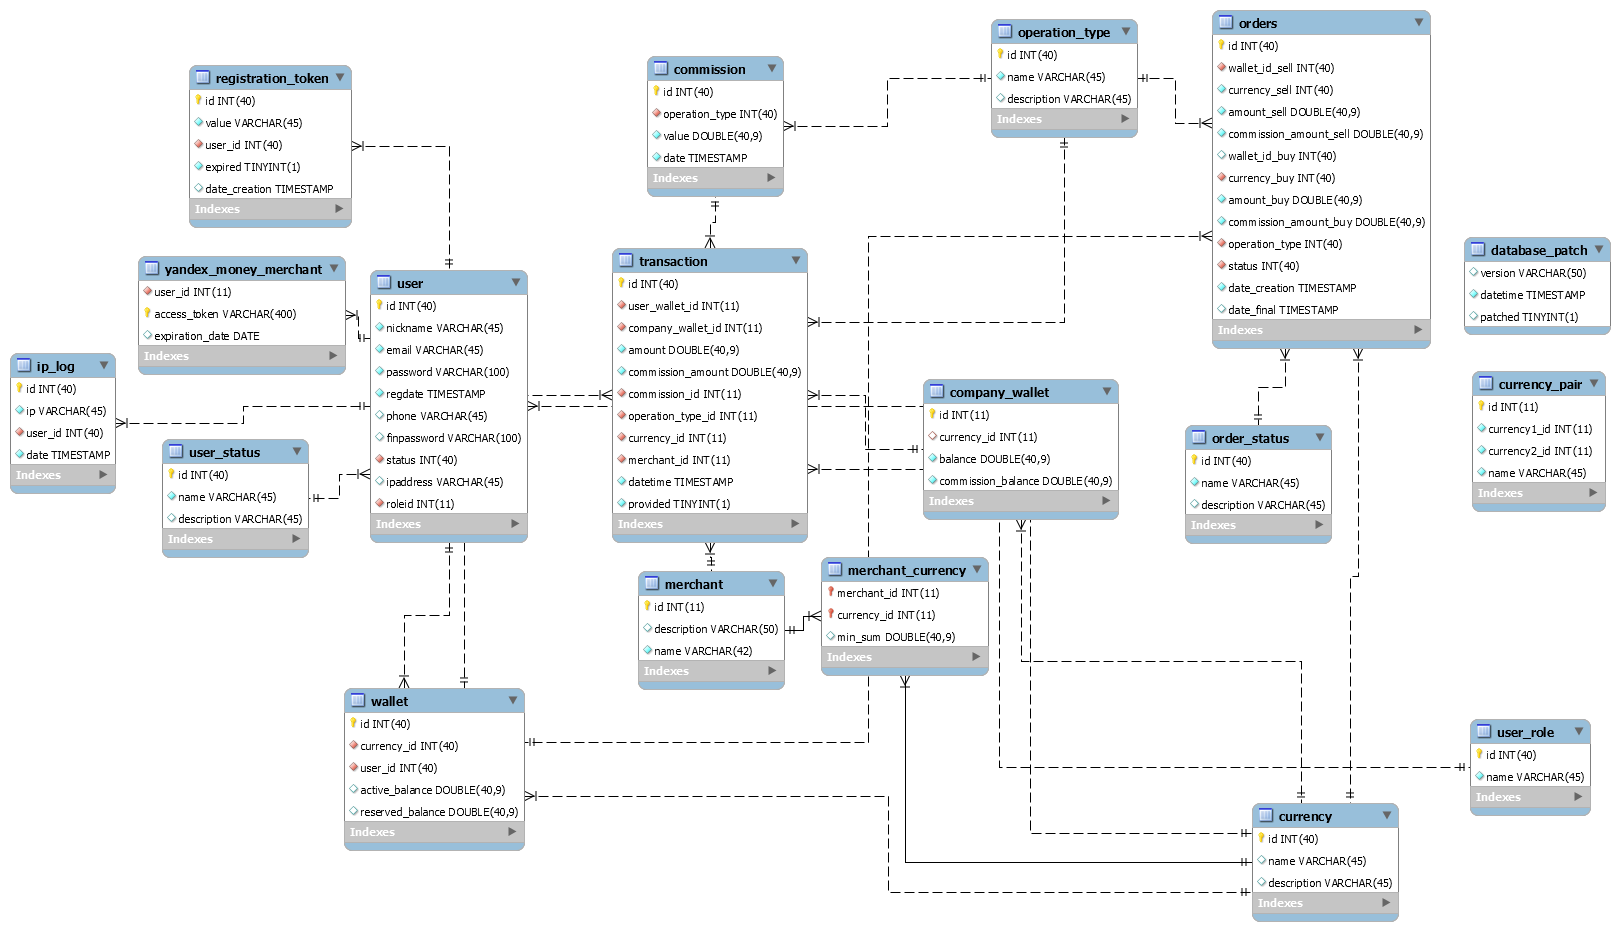 registration_token
id INT(40)
value VARCHAR(45)
user_id INT(40)
expired TINYINT(1)
date_creation TIMESTAMP
Indexes
commission
id INT(40)
operation_type INT(40)
value DOUBLE(40,9)
date TIMESTAMP
Indexes
operation_type
id INT(40)
name VARCHAR(45)
description VARCHAR(45)
Indexes
orders
id INT(40)
wallet_id_sell INT(40)
currency_sell INT(40)
amount_sell DOUBLE(40,9)
commission_amount_sell DOUBLE(40,9)
wallet_id_buy INT(40)
currency_buy INT(40)
amount_buy DOUBLE(40,9)
commission_amount_buy DOUBLE(40,9)
operation_type INT(40)
status INT(40)
date_creation TIMESTAMP
date_final TIMESTAMP
Indexes
database_patch
version VARCHAR(50)
datetime TIMESTAMP
patched TINYINT(1)
yandex_money_merchant
user_id INT(11)
access_token VARCHAR(400)
expiration_date DATE
Indexes
user
id INT(40)
nickname VARCHAR(45)
email VARCHAR(45)
password VARCHAR(100)
regdate TIMESTAMP
phone VARCHAR(45)
finpassword VARCHAR(100)
status INT(40)
ipaddress VARCHAR(45)
roleid INT(11)
Indexes
transaction
id INT(40)
user_wallet_id INT(11)
company_wallet_id INT(11)
amount DOUBLE(40,9)
commission_amount DOUBLE(40,9)
commission_id INT(11)
operation_type_id INT(11)
currency_id INT(11)
merchant_id INT(11)
datetime TIMESTAMP
provided TINYINT(1)
Indexes
ip_log
id INT(40)
ip VARCHAR(45)
user_id INT(40)
date TIMESTAMP
Indexes
user_status
id INT(40)
name VARCHAR(45)
description VARCHAR(45)
Indexes
company_wallet
id INT(11)
currency_id INT(11)
balance DOUBLE(40,9)
commission_balance DOUBLE(40,9)
Indexes
order_status
id INT(40)
name VARCHAR(45)
description VARCHAR(45)
Indexes
currency_pair
id INT(11)
currency1_id INT(11)
currency2_id INT(11)
name VARCHAR(45)
Indexes
merchant
id INT(11)
description VARCHAR(50)
name VARCHAR(42)
Indexes
merchant_currency
merchant_id INT(11)
currency_id INT(11)
min_sum DOUBLE(40,9)
Indexes
wallet
id INT(40)
currency_id INT(40)
user_id INT(40)
active_balance DOUBLE(40,9)
reserved_balance DOUBLE(40,9)
Indexes
user_role
id INT(40)
name VARCHAR(45)
Indexes
currency
id INT(40)
name VARCHAR(45)
description VARCHAR(45)
Indexes